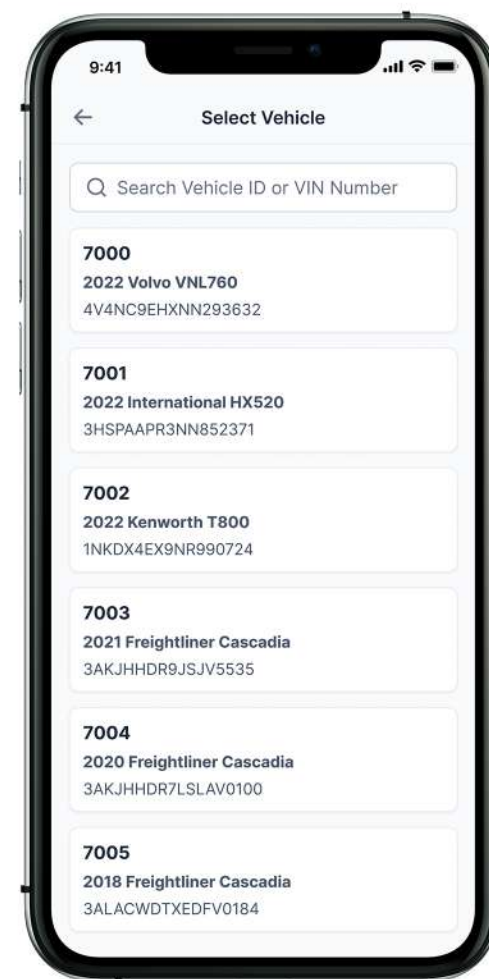 9:41
Select Vehicle
Search Vehicle ID or VIN Number
7000
2022 Volvo VNL760
4V4NC9EHXNN293632
7001
2022 International HX520
3HSPAAPR3NN852371
7002
2022 Kenworth T800
1NKDX4EX9NR990724
7003
2021 Freightliner Cascadia
3AKJHHDR9JSJV5535
7004
2020 Freightliner Cascadia
3AKJHHDR7LSLAV0100
7005
2018 Freightliner Cascadia
3ALACWDTXEDFV0184